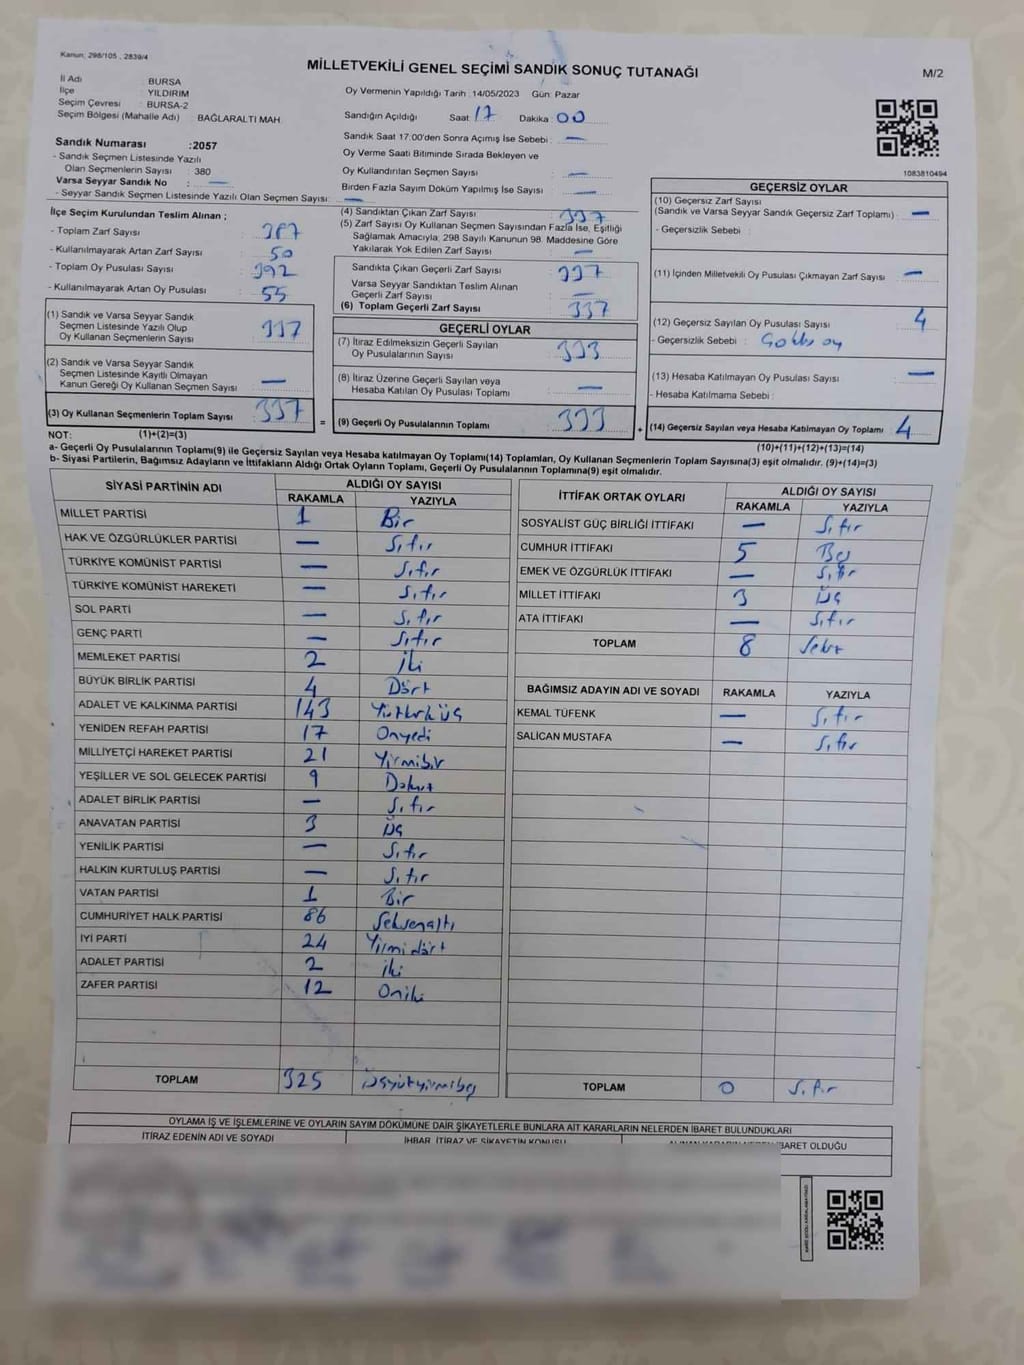 Kanun: 298/105 , 2839/4
MİLLETVEKİLİ GENEL SEÇİMİ SANDIK SONUÇ TUTANAĞI
M/2
İl Adı : BURSA
İlçe : YILDIRIM
Seçim Çevresi : BURSA-2
Seçim Bölgesi (Mahalle Adı) : BAĞLARALTI MAH
Sandık Numarası :2057
- Sandık Seçmen Listesinde Yazılı
Olan Seçmenlerin Sayısı : 380
Varsa Seyyar Sandık No : —
- Seyyar Sandık Seçmen Listesinde Yazılı Olan Seçmen Sayısı: —
Oy Vermenin Yapıldığı Tarih :14/05/2023 Gün: Pazar
Sandığın Açıldığı Saat 17 Dakika 00
Sandık Saat 17:00'den Sonra Açımış İse Sebebi : —
Oy Verme Saati Bitiminde Sırada Bekleyen ve
Oy Kullandırılan Seçmen Sayısı : —
Birden Fazla Sayım Döküm Yapılmış İse Sayısı : —
1083810494
İlçe Seçim Kurulundan Teslim Alınan ;
- Toplam Zarf Sayısı : 387
- Kullanılmayarak Artan Zarf Sayısı : 50
- Toplam Oy Pusulası Sayısı : 392
- Kullanılmayarak Artan Oy Pusulası : 55
(1) Sandık ve Varsa Seyyar Sandık
Seçmen Listesinde Yazılı Olup
Oy Kullanan Seçmenlerin Sayısı : 337
(2) Sandık ve Varsa Seyyar Sandık
Seçmen Listesinde Kayıtlı Olmayan
Kanun Gereği Oy Kullanan Seçmen Sayısı : —
(3) Oy Kullanan Seçmenlerin Toplam Sayısı : 337
(4) Sandıktan Çıkan Zarf Sayısı : 337
(5) Zarf Sayısı Oy Kullanan Seçmen Sayısından Fazla İse, Eşitliği
Sağlamak Amacıyla, 298 Sayılı Kanunun 98. Maddesine Göre
Yakılarak Yok Edilen Zarf Sayısı : —
Sandıkta Çıkan Geçerli Zarf Sayısı : 337
Varsa Seyyar Sandıktan Teslim Alınan
Geçerli Zarf Sayısı : —
(6) Toplam Geçerli Zarf Sayısı : 337
GEÇERLİ OYLAR
(7) İtiraz Edilmeksizin Geçerli Sayılan
Oy Pusulalarının Sayısı : 333
(8) İtiraz Üzerine Geçerli Sayılan veya
Hesaba Katılan Oy Pusulası Toplamı : —
= (9) Geçerli Oy Pusulalarının Toplamı : 333 +
GEÇERSİZ OYLAR
(10) Geçersiz Zarf Sayısı
(Sandık ve Varsa Seyyar Sandık Geçersiz Zarf Toplamı) : —
- Geçersizlik Sebebi :
(11) İçinden Milletvekili Oy Pusulası Çıkmayan Zarf Sayısı : —
(12) Geçersiz Sayılan Oy Pusulası Sayısı : 4
- Geçersizlik Sebebi : oy
(13) Hesaba Katılmayan Oy Pusulası Sayısı : —
- Hesaba Katılmama Sebebi :
(14) Geçersiz Sayılan veya Hesaba Katılmayan Oy Toplamı : 4
NOT: (1)+(2)=(3) (10)+(11)+(12)+(13)=(14)
a- Geçerli Oy Pusulalarının Toplamı(9) ile Geçersiz Sayılan veya Hesaba katılmayan Oy Toplamı(14) Toplamları, Oy Kullanan Seçmenlerin Toplam Sayısına(3) eşit olmalıdır. (9)+(14)=(3)
b- Siyasi Partilerin, Bağımsız Adayların ve İttifakların Aldığı Ortak Oyların Toplamı, Geçerli Oy Pusulalarının Toplamına(9) eşit olmalıdır.
SİYASİ PARTİNİN ADI ALDIĞI OY SAYISI
RAKAMLA YAZIYLA
MİLLET PARTİSİ 1 Bir
HAK VE ÖZGÜRLÜKLER PARTİSİ — Sıfır
TÜRKİYE KOMÜNİST PARTİSİ — Sıfır
TÜRKİYE KOMÜNİST HAREKETİ — Sıfır
SOL PARTİ — Sıfır
GENÇ PARTİ — Sıfır
MEMLEKET PARTİSİ 2 İki
BÜYÜK BİRLİK PARTİSİ 4 Dört
ADALET VE KALKINMA PARTİSİ 143 Yüzkırküç
YENİDEN REFAH PARTİSİ 17 Onyedi
MİLLİYETÇİ HAREKET PARTİSİ 21 Yirmibir
YEŞİLLER VE SOL GELECEK PARTİSİ 9 Dokuz
ADALET BİRLİK PARTİSİ — Sıfır
ANAVATAN PARTİSİ 3 Üç
YENİLİK PARTİSİ — Sıfır
HALKIN KURTULUŞ PARTİSİ — Sıfır
VATAN PARTİSİ 1 Bir
CUMHURİYET HALK PARTİSİ 86 Seksenaltı
İYİ PARTİ 24 Yirmidört
ADALET PARTİSİ 2 İki
ZAFER PARTİSİ 12 Oniki
TOPLAM 325 Üçyüzyirmibeş
İTTİFAK ORTAK OYLARI ALDIĞI OY SAYISI
RAKAMLA YAZIYLA
SOSYALİST GÜÇ BİRLİĞİ İTTİFAKI — Sıfır
CUMHUR İTTİFAKI 5 Beş
EMEK VE ÖZGÜRLÜK İTTİFAKI — Sıfır
MİLLET İTTİFAKI 3 Üç
ATA İTTİFAKI — Sıfır
TOPLAM 8 Sekiz
BAĞIMSIZ ADAYIN ADI VE SOYADI RAKAMLA YAZIYLA
KEMAL TÜFENK — Sıfır
SALİCAN MUSTAFA — Sıfır
TOPLAM 0 Sıfır
OYLAMA İŞ VE İŞLEMLERİNE VE OYLARIN SAYIM DÖKÜMÜNE DAİR ŞİKAYETLERLE BUNLARA AİT KARARLARIN NELERDEN İBARET BULUNDUKLARI
İTİRAZ EDENİN ADI VE SOYADI İHBAR, İTİRAZ VE ŞİKAYETİN KONUSU İBARET OLDUĞU